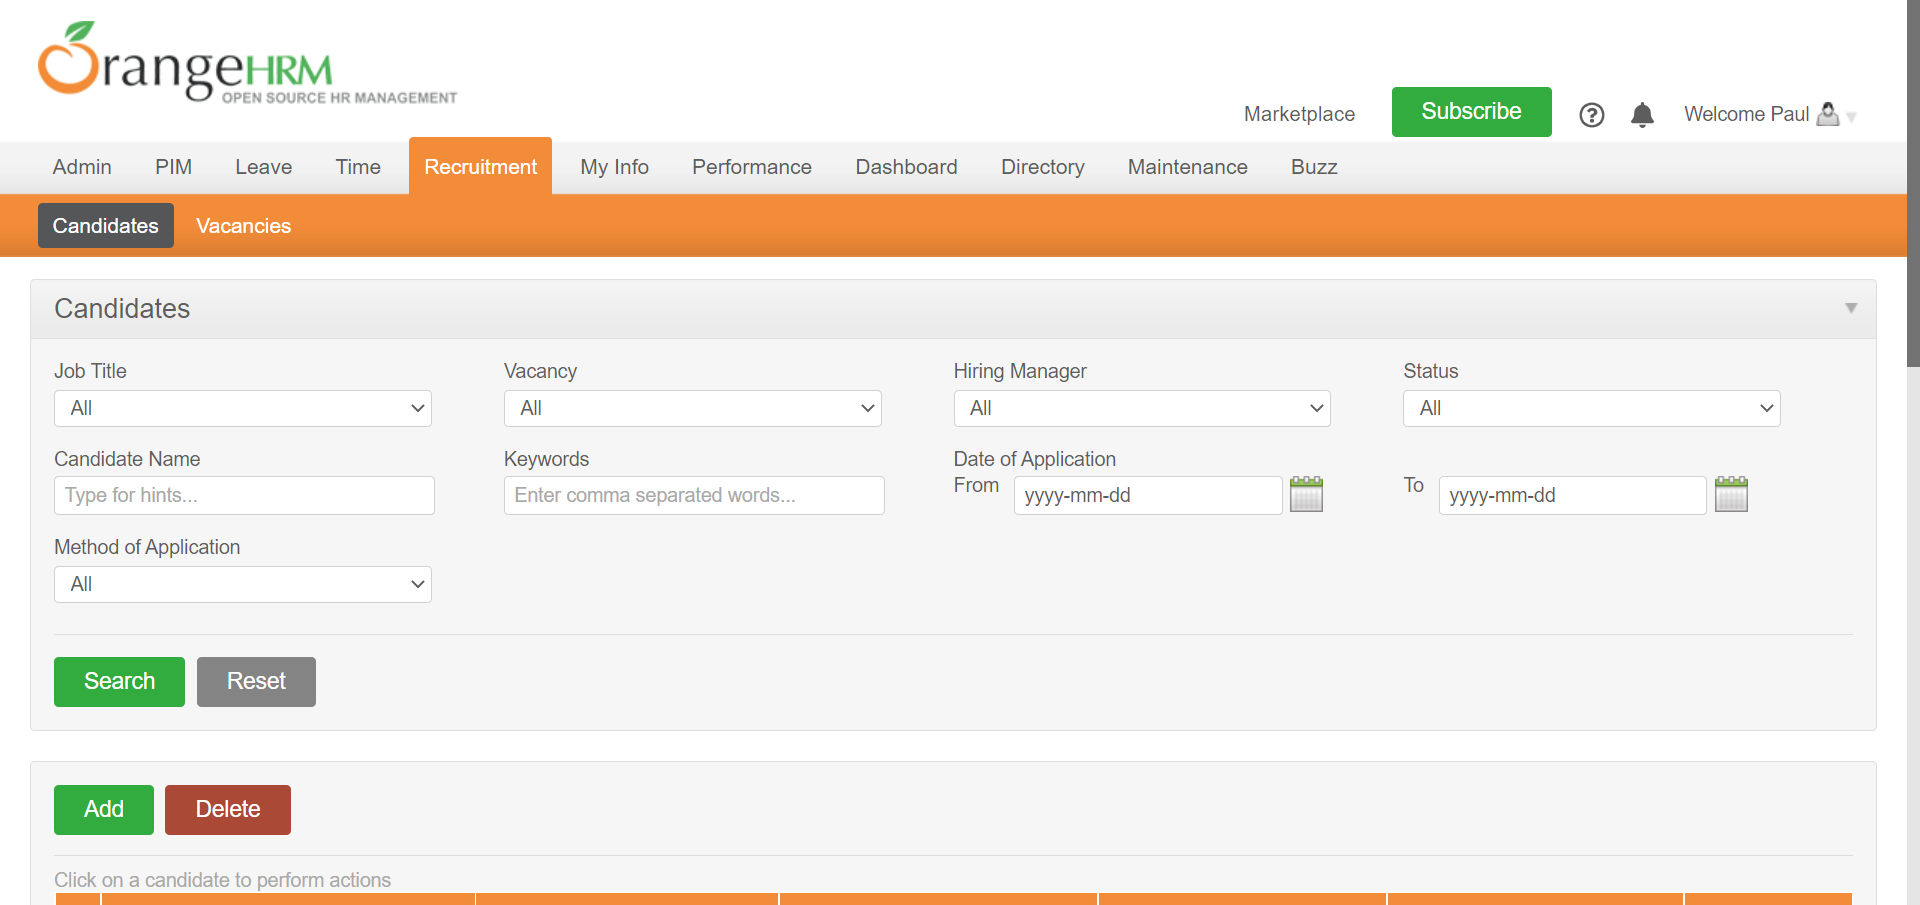 OrangeHRM
OPEN SOURCE HR MANAGEMENT
Marketplace
Subscribe
?
Welcome Paul
Admin PIM Leave Time Recruitment My Info Performance Dashboard Directory Maintenance Buzz
Candidates Vacancies
Candidates
Job Title Vacancy Hiring Manager Status
All All All All
Candidate Name Keywords Date of Application
Type for hints... Enter comma separated words... From yyyy-mm-dd To yyyy-mm-dd
Method of Application
All
Search Reset
Add Delete
Click on a candidate to perform actions